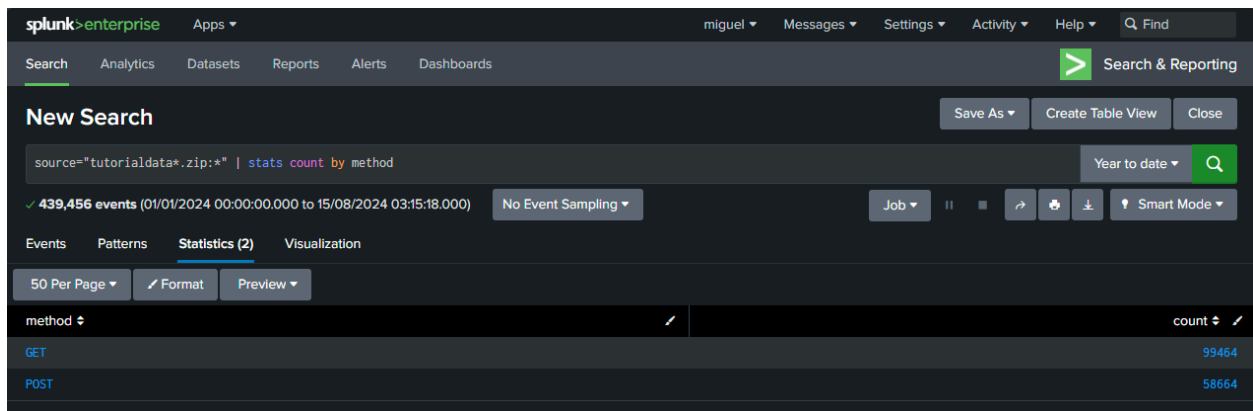 splunk>enterprise Apps miguel Messages Settings Activity Help Find
Search Analytics Datasets Reports Alerts Dashboards > Search & Reporting
New Search Save As Create Table View Close
source="tutorialdata*.zip:*" | stats count by method Year to date
439,456 events (01/01/2024 00:00:00.000 to 15/08/2024 03:15:18.000) No Event Sampling Job Smart Mode
Events Patterns Statistics (2) Visualization
50 Per Page Format Preview
method count
GET 99464
POST 58664